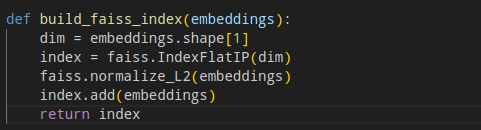 def build_faiss_index(embeddings):
    dim = embeddings.shape[1]
    index = faiss.IndexFlatIP(dim)
    faiss.normalize_L2(embeddings)
    index.add(embeddings)
    return index